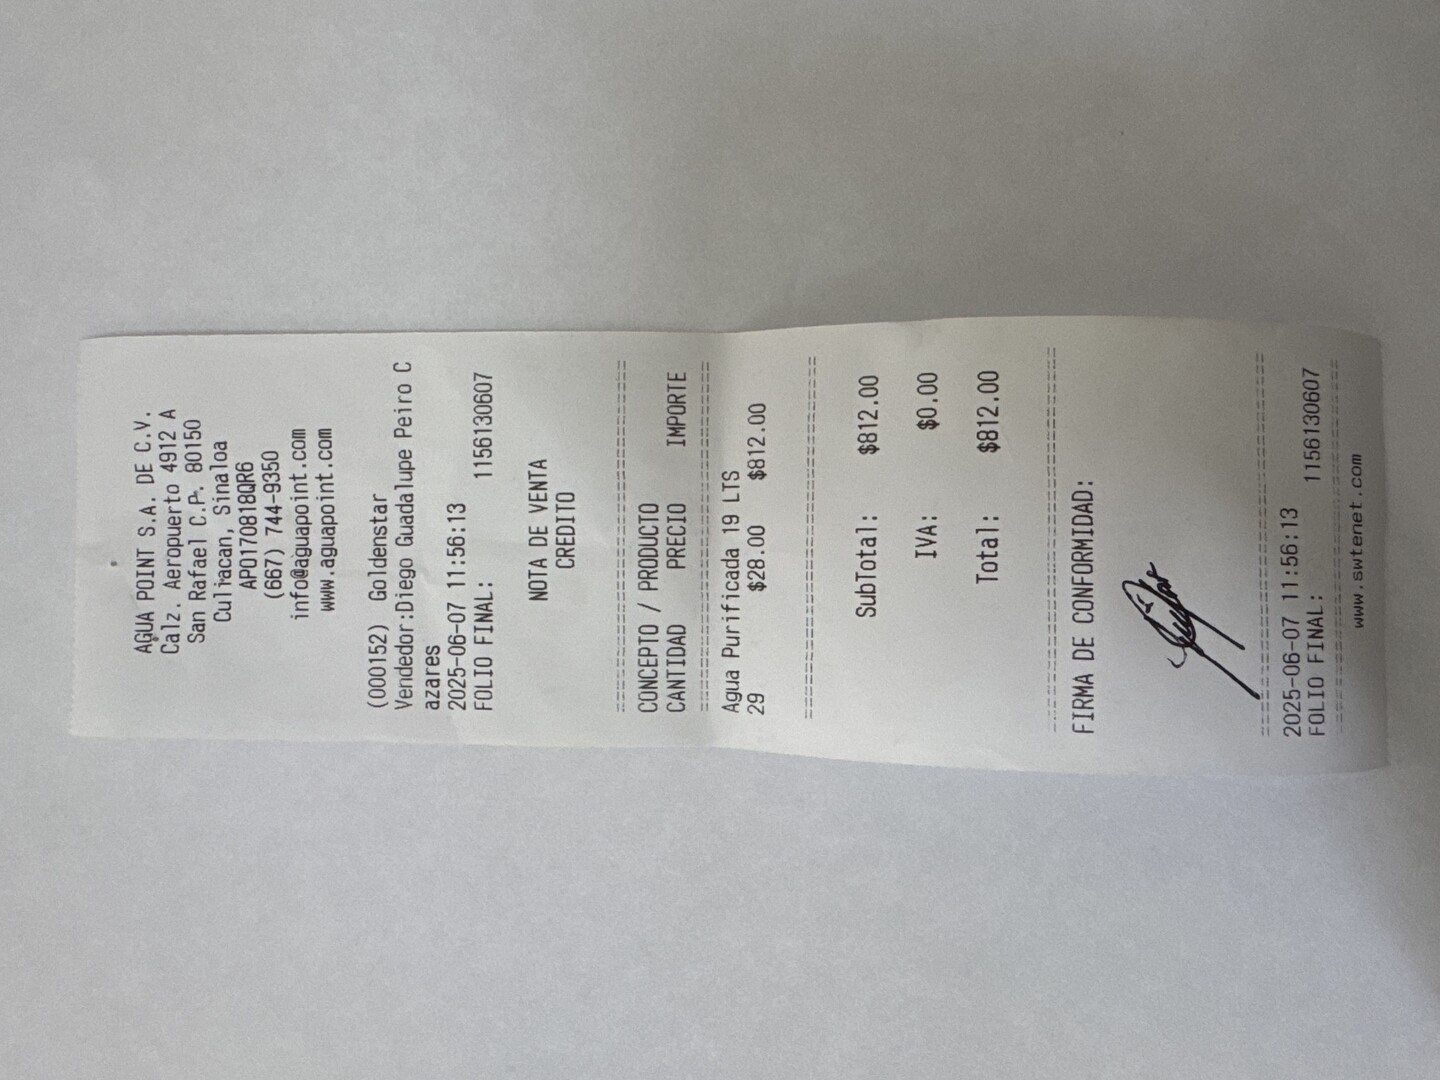 AGUA POINT S.A. DE C.V.
Calz. Aeropuerto 4912 A
San Rafael C.P. 80150
Culiacan, Sinaloa
APO170818QR6
(667) 744-9350
info@aguapoint.com
www.aguapoint.com
(000152) Goldenstar
Vendedor:Diego Guadalupe Peiro C
azares
2025-06-07 11:56:13
FOLIO FINAL: 1156130607
NOTA DE VENTA
CREDITO
================================
CONCEPTO / PRODUCTO
CANTIDAD PRECIO IMPORTE
================================
Agua Purificada 19 LTS
29 $28.00 $812.00
================================
SubTotal: $812.00
IVA: $0.00
Total: $812.00
================================
FIRMA DE CONFORMIDAD:
================================
2025-06-07 11:56:13
FOLIO FINAL: 1156130607
================================
www.swtenet.com